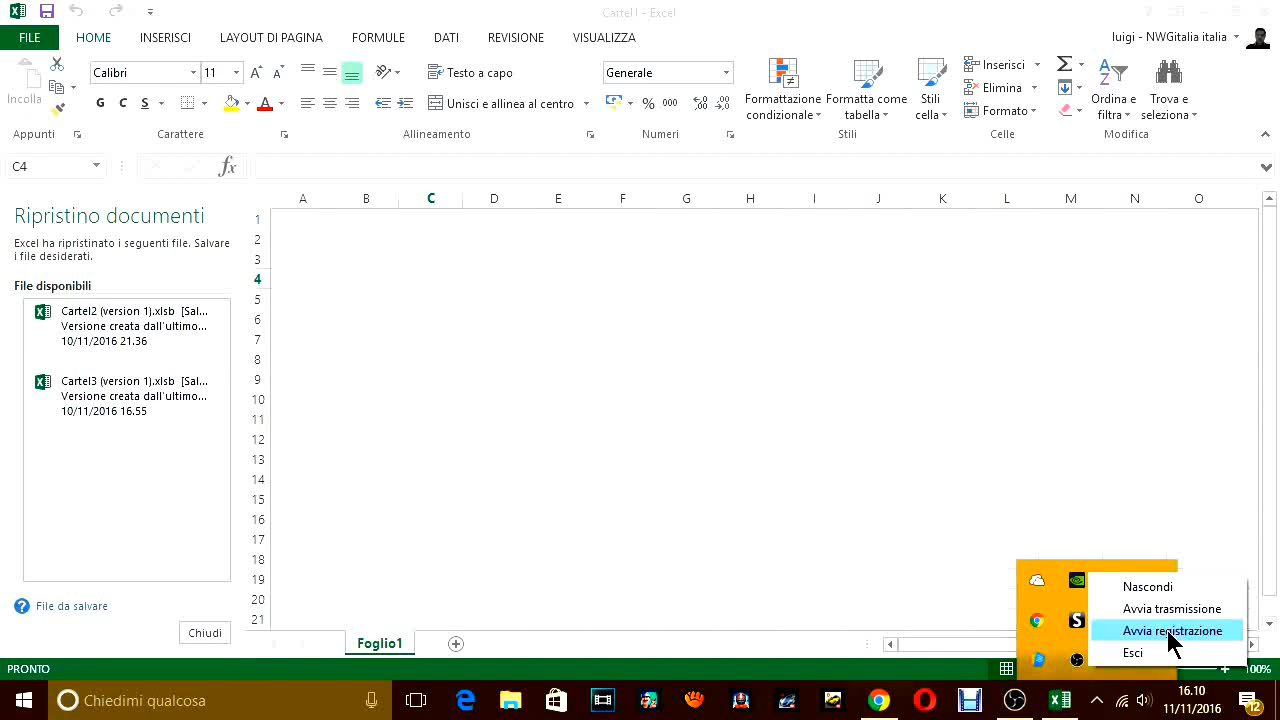 Cartel1 - Excel
FILE HOME INSERISCI LAYOUT DI PAGINA FORMULE DATI REVISIONE VISUALIZZA luigi - NWGitalia italia
Incolla
Calibri 11
G C S
Testo a capo
Unisci e allinea al centro
Generale
% 000
Formattazione condizionale
Formatta come tabella
Stili cella
Inserisci
Elimina
Formato
Ordina e filtra
Trova e seleziona
Appunti Carattere Allineamento Numeri Stili Celle Modifica
C4 fx
A B C D E F G H I J K L M N O
Ripristino documenti
Excel ha ripristinato i seguenti file. Salvare
i file desiderati.
File disponibili
Cartel2 (version 1).xlsb [Sal...
Versione creata dall'ultimo...
10/11/2016 21.36
Cartel3 (version 1).xlsb [Sal...
Versione creata dall'ultimo...
10/11/2016 16.55
File da salvare
Chiudi
1
2
3
4
5
6
7
8
9
10
11
12
13
14
15
16
17
18
19
20
21
Nascondi
Avvia trasmissione
Avvia registrazione
Esci
Foglio1
PRONTO 100%
Chiedimi qualcosa
16.10
11/11/2016
12